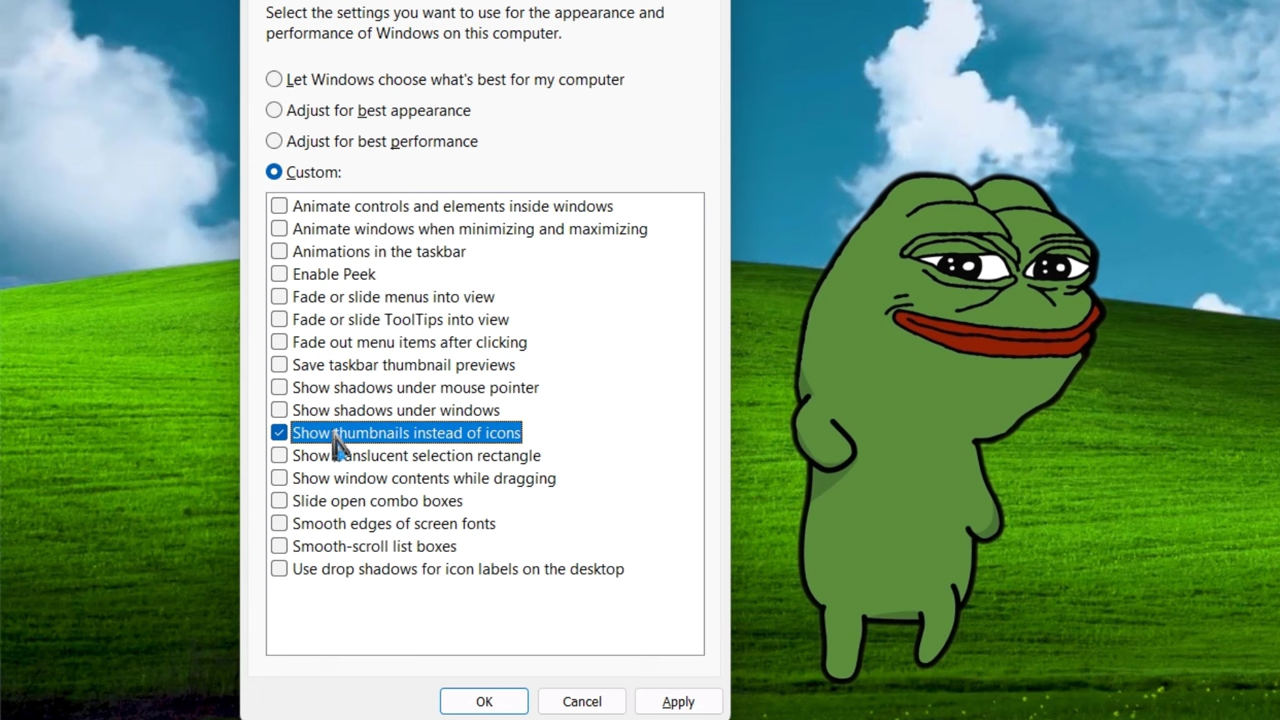 Select the settings you want to use for the appearance and
performance of Windows on this computer.
Let Windows choose what's best for my computer
Adjust for best appearance
Adjust for best performance
Custom:
Animate controls and elements inside windows
Animate windows when minimizing and maximizing
Animations in the taskbar
Enable Peek
Fade or slide menus into view
Fade or slide ToolTips into view
Fade out menu items after clicking
Save taskbar thumbnail previews
Show shadows under mouse pointer
Show shadows under windows
Show thumbnails instead of icons
Show translucent selection rectangle
Show window contents while dragging
Slide open combo boxes
Smooth edges of screen fonts
Smooth-scroll list boxes
Use drop shadows for icon labels on the desktop
OK Cancel Apply